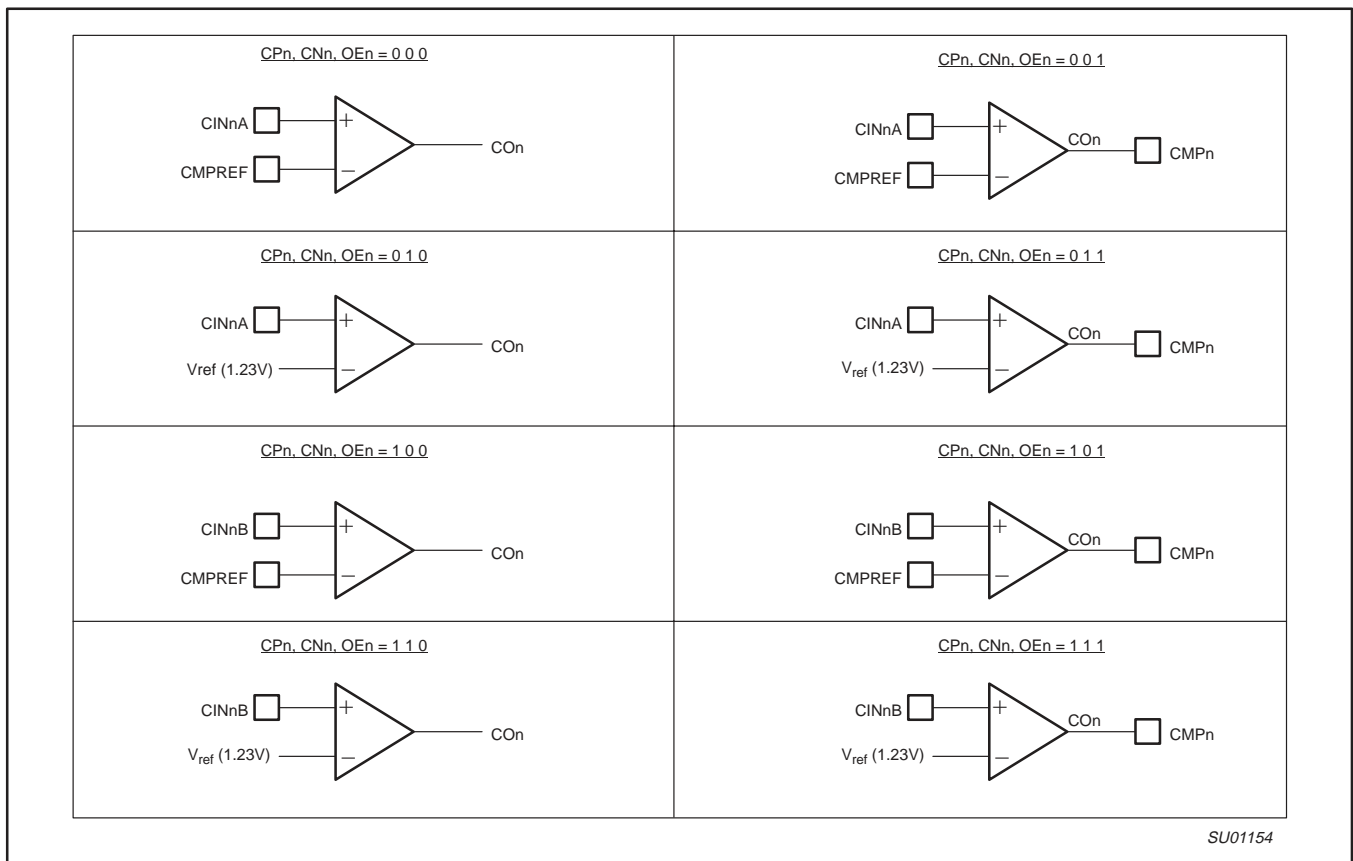 CPn, CNn, OEn = 0 0 0
CINnA
+
COn
CMPREF
–
CPn, CNn, OEn = 0 0 1
CINnA
+
COn
CMPn
CMPREF
–
CPn, CNn, OEn = 0 1 0
CINnA
+
COn
Vref (1.23V)
–
CPn, CNn, OEn = 0 1 1
CINnA
+
COn
CMPn
Vref (1.23V)
–
CPn, CNn, OEn = 1 0 0
CINnB
+
COn
CMPREF
–
CPn, CNn, OEn = 1 0 1
CINnB
+
COn
CMPn
CMPREF
–
CPn, CNn, OEn = 1 1 0
CINnB
+
COn
Vref (1.23V)
–
CPn, CNn, OEn = 1 1 1
CINnB
+
COn
CMPn
Vref (1.23V)
–
SU01154